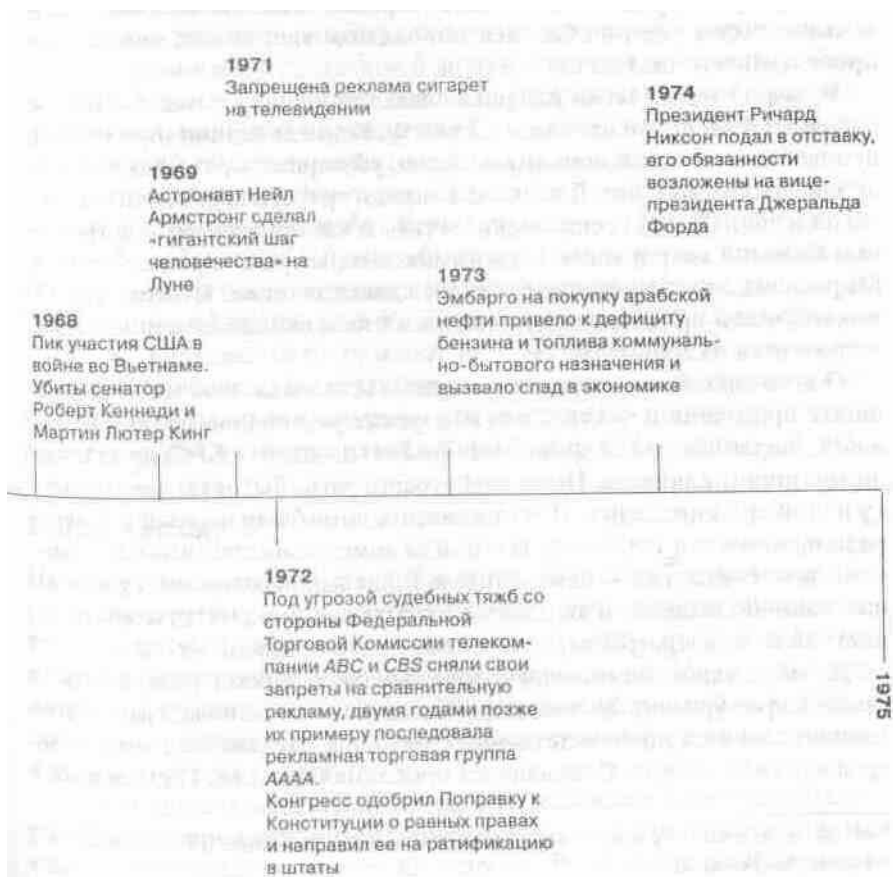 1971
Запрещена реклама сигарет
на телевидении
1974
Президент Ричард
Никсон подал в отставку,
его обязанности
возложены на вице-
президента Джеральда
Форда
1969
Астронавт Нейл
Армстронг сделал
«гигантский шаг
человечества» на
Луне
1973
Эмбарго на покупку арабской
нефти привело к дефициту
бензина и топлива коммуналь-
но-бытового назначения и
вызвало спад в экономике
1968
Пик участия США в
войне во Вьетнаме.
Убиты сенатор
Роберт Кеннеди и
Мартин Лютер Кинг
1972
Под угрозой судебных тяжб со
стороны Федеральной
Торговой Комиссии телеком-
пании ABC и CBS сняли свои
запреты на сравнительную
рекламу, двумя годами позже
их примеру последовала
рекламная торговая группа
АААА.
Конгресс одобрил Поправку к
Конституции о равных правах
и направил ее на ратификацию
в штаты
1975